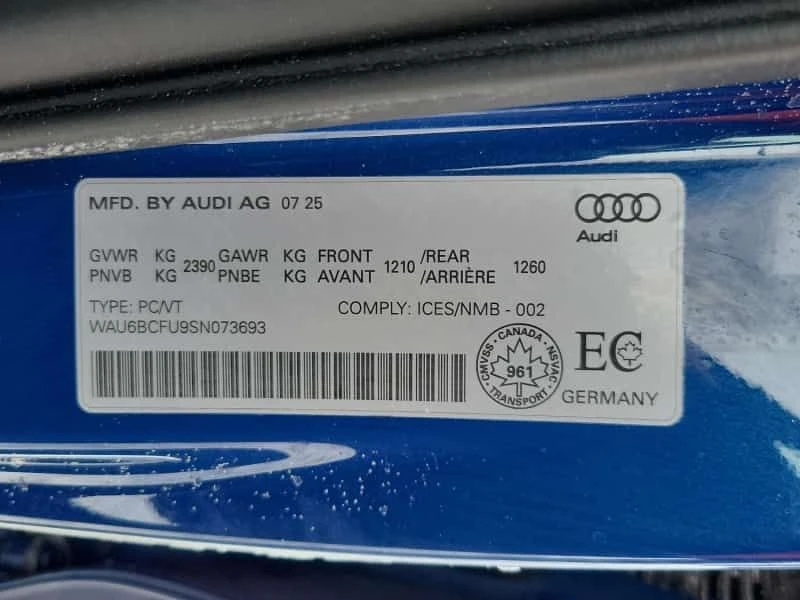 MFD. BY AUDI AG 07 25
Audi
GVWR KG 2390 GAWR KG FRONT 1210 /REAR 1260
PNVB KG PNBE KG AVANT /ARRIÈRE
TYPE: PC/VT COMPLY: ICES/NMB - 002
WAU6BCFU9SN073693
CANADA
CMVSS - NSVAC
961
TRANSPORT
EC
GERMANY